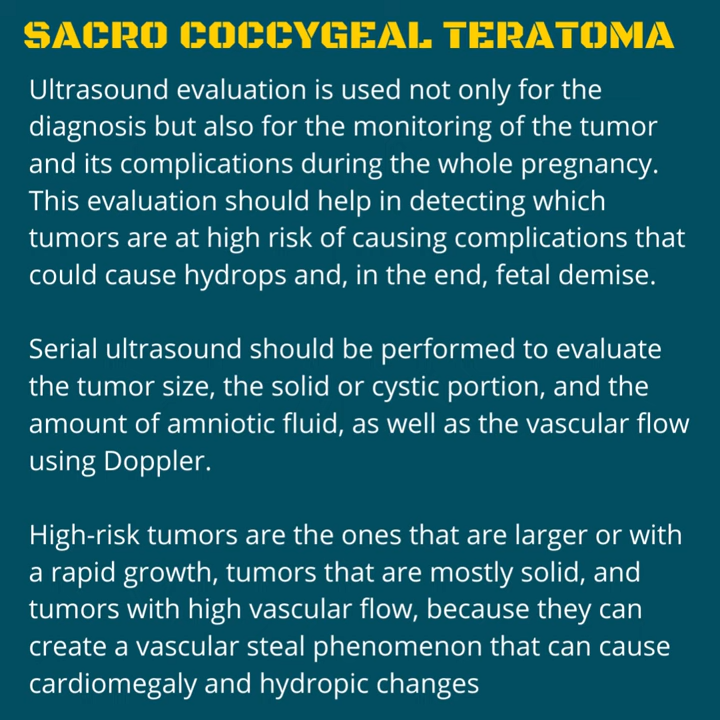 SACRO COCCYGEAL TERATOMA
Ultrasound evaluation is used not only for the
diagnosis but also for the monitoring of the tumor
and its complications during the whole pregnancy.
This evaluation should help in detecting which
tumors are at high risk of causing complications that
could cause hydrops and, in the end, fetal demise.
Serial ultrasound should be performed to evaluate
the tumor size, the solid or cystic portion, and the
amount of amniotic fluid, as well as the vascular flow
using Doppler.
High-risk tumors are the ones that are larger or with
a rapid growth, tumors that are mostly solid, and
tumors with high vascular flow, because they can
create a vascular steal phenomenon that can cause
cardiomegaly and hydropic changes